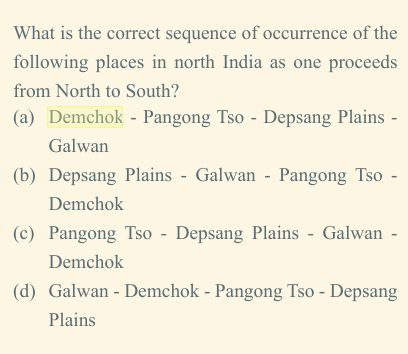 What is the correct sequence of occurrence of the
following places in north India as one proceeds
from North to South?
(a) Demchok - Pangong Tso - Depsang Plains -
Galwan
(b) Depsang Plains - Galwan - Pangong Tso -
Demchok
(c) Pangong Tso - Depsang Plains - Galwan -
Demchok
(d) Galwan - Demchok - Pangong Tso - Depsang
Plains